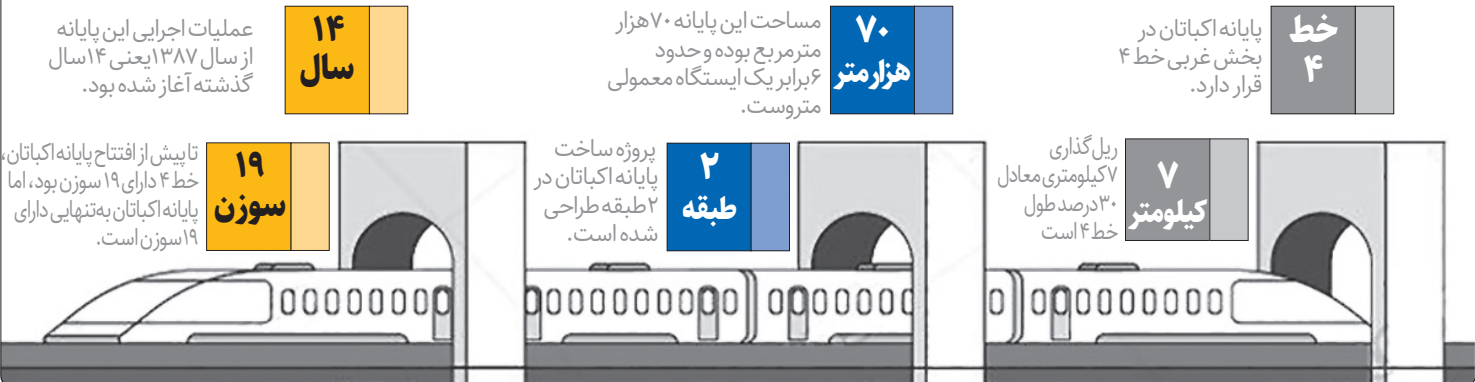 خط
۴
پایانه اکباتان در
بخش غربی خط ۴
قرار دارد.
۷۰
هزار متر
مساحت این پایانه ۷۰هزار
مترمربع بوده و حدود
۶برابر یک ایستگاه معمولی
متروست.
۱۴
سال
عملیات اجرایی این پایانه
از سال ۱۳۸۷یعنی ۱۴سال
گذشته آغاز شده بود.
۷
کیلومتر
ریل‌گذاری
۷کیلومتری معادل
۳۰درصد طول
خط ۴ است
۲
طبقه
پروژه ساخت
پایانه اکباتان در
۲طبقه طراحی
شده است.
۱۹
سوزن
تا پیش از افتتاح پایانه اکباتان،
خط ۴ دارای ۱۹ سوزن بود، اما
پایانه اکباتان به‌تنهایی دارای
۱۹سوزن است.